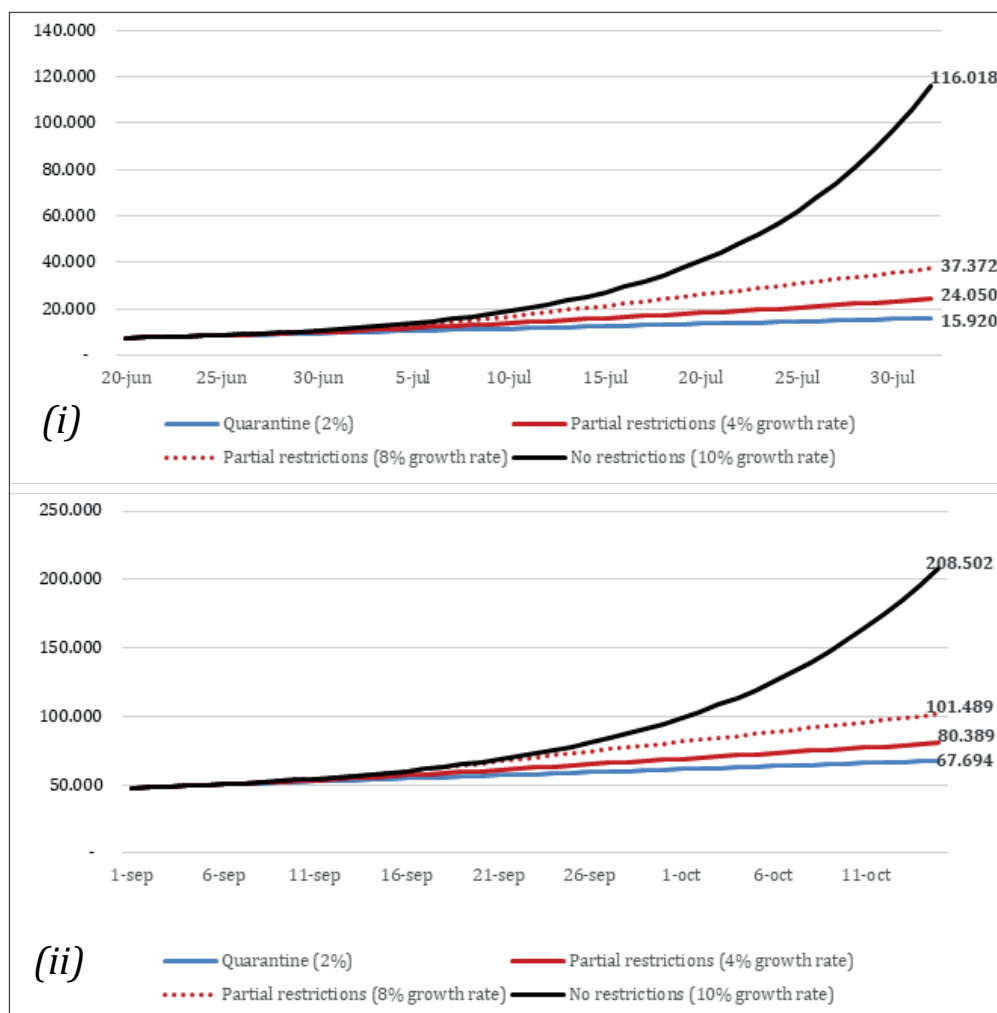 140.000
120.000
100.000
80.000
60.000
40.000
20.000
-
116.018
37.372
24.050
15.920
20-jun 25-jun 30-jun 5-jul 10-jul 15-jul 20-jul 25-jul 30-jul
(i)
Quarantine (2%) Partial restrictions (4% growth rate)
Partial restrictions (8% growth rate) No restrictions (10% growth rate)
250.000
200.000
150.000
100.000
50.000
-
208.502
101.489
80.389
67.694
1-sep 6-sep 11-sep 16-sep 21-sep 26-sep 1-oct 6-oct 11-oct
(ii)
Quarantine (2%) Partial restrictions (4% growth rate)
Partial restrictions (8% growth rate) No restrictions (10% growth rate)